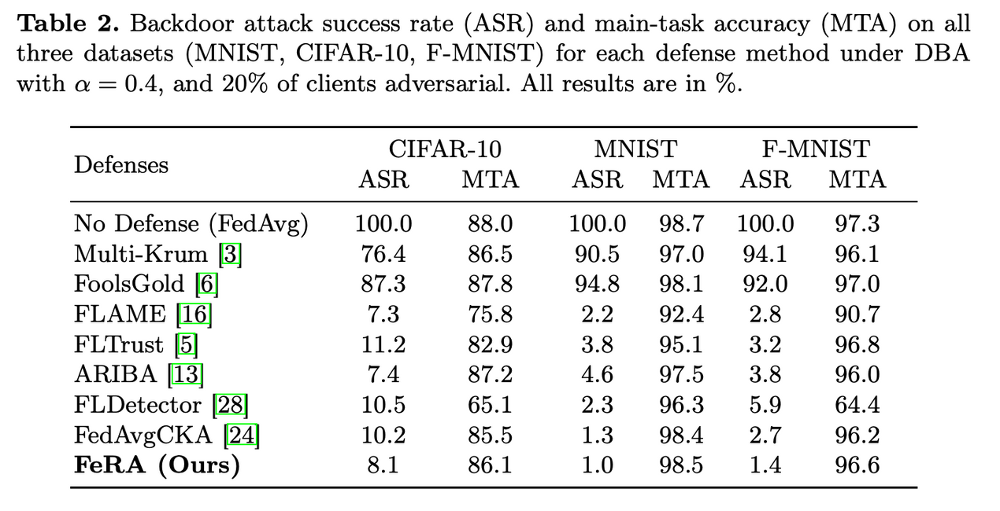 Table 2. Backdoor attack success rate (ASR) and main-task accuracy (MTA) on all
three datasets (MNIST, CIFAR-10, F-MNIST) for each defense method under DBA
with α = 0.4, and 20% of clients adversarial. All results are in %.
Defenses CIFAR-10 MNIST F-MNIST
ASR MTA ASR MTA ASR MTA
No Defense (FedAvg) 100.0 88.0 100.0 98.7 100.0 97.3
Multi-Krum [3] 76.4 86.5 90.5 97.0 94.1 96.1
FoolsGold [6] 87.3 87.8 94.8 98.1 92.0 97.0
FLAME [16] 7.3 75.8 2.2 92.4 2.8 90.7
FLTrust [5] 11.2 82.9 3.8 95.1 3.2 96.8
ARIBA [13] 7.4 87.2 4.6 97.5 3.8 96.0
FLDetector [28] 10.5 65.1 2.3 96.3 5.9 64.4
FedAvgCKA [24] 10.2 85.5 1.3 98.4 2.7 96.2
FeRA (Ours) 8.1 86.1 1.0 98.5 1.4 96.6